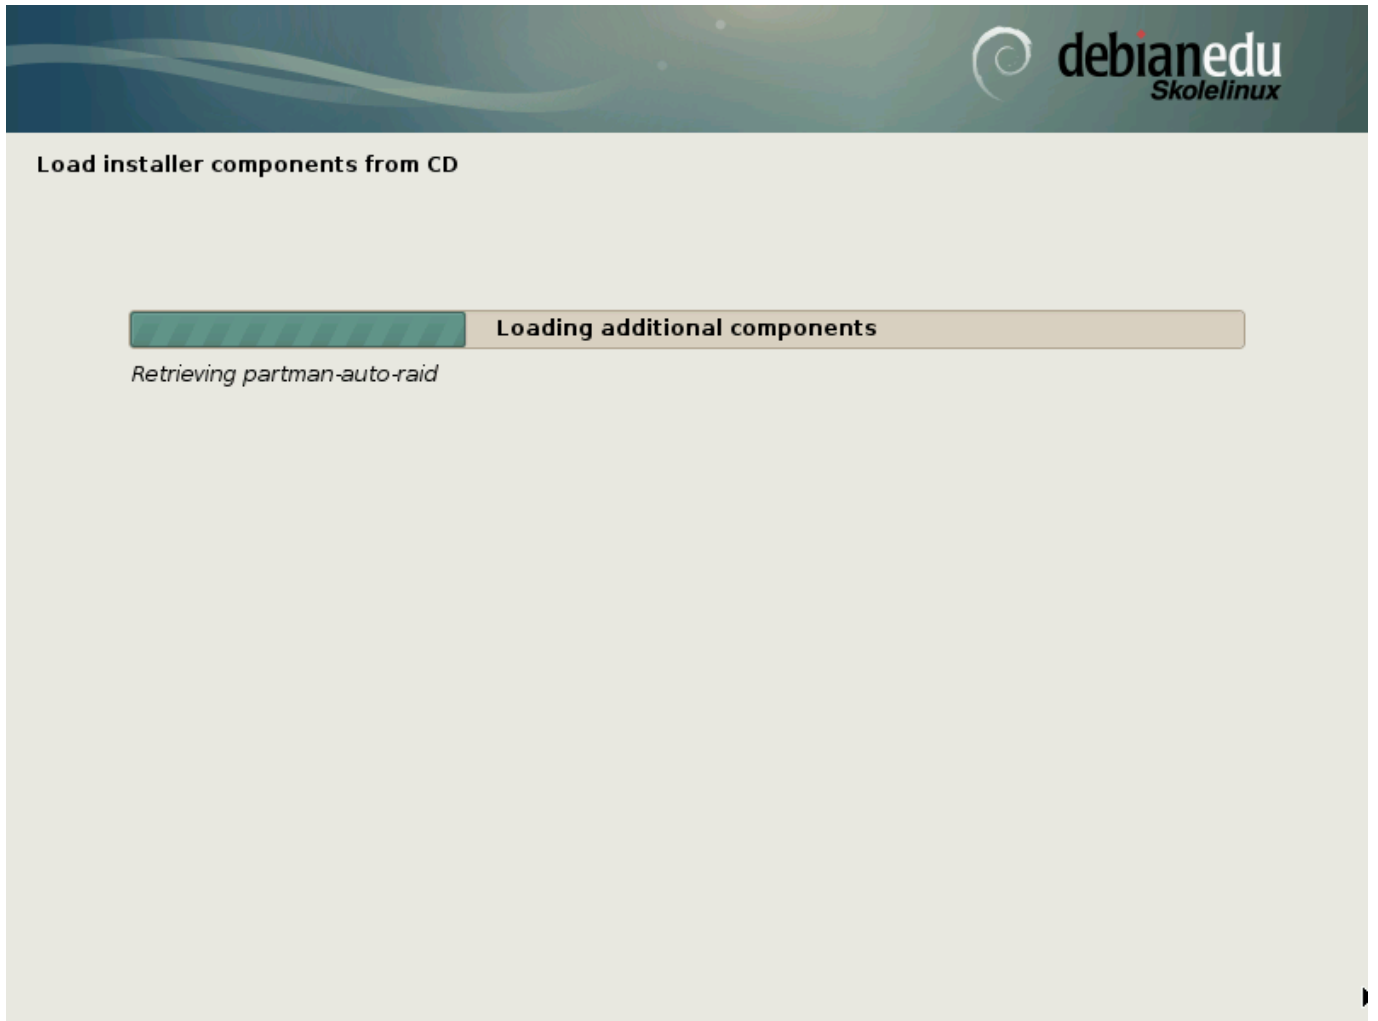 debianedu
Skolelinux
Load installer components from CD
Loading additional components
Retrieving partman-auto-raid